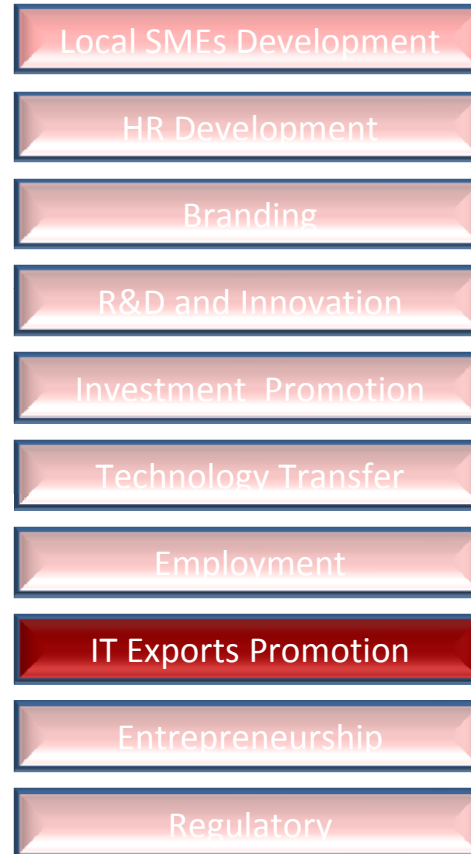 Local SMEs Development
HR Development
Branding
R&D and Innovation
Investment Promotion
Technology Transfer
Employment
IT Exports Promotion
Entrepreneurship
Regulatory